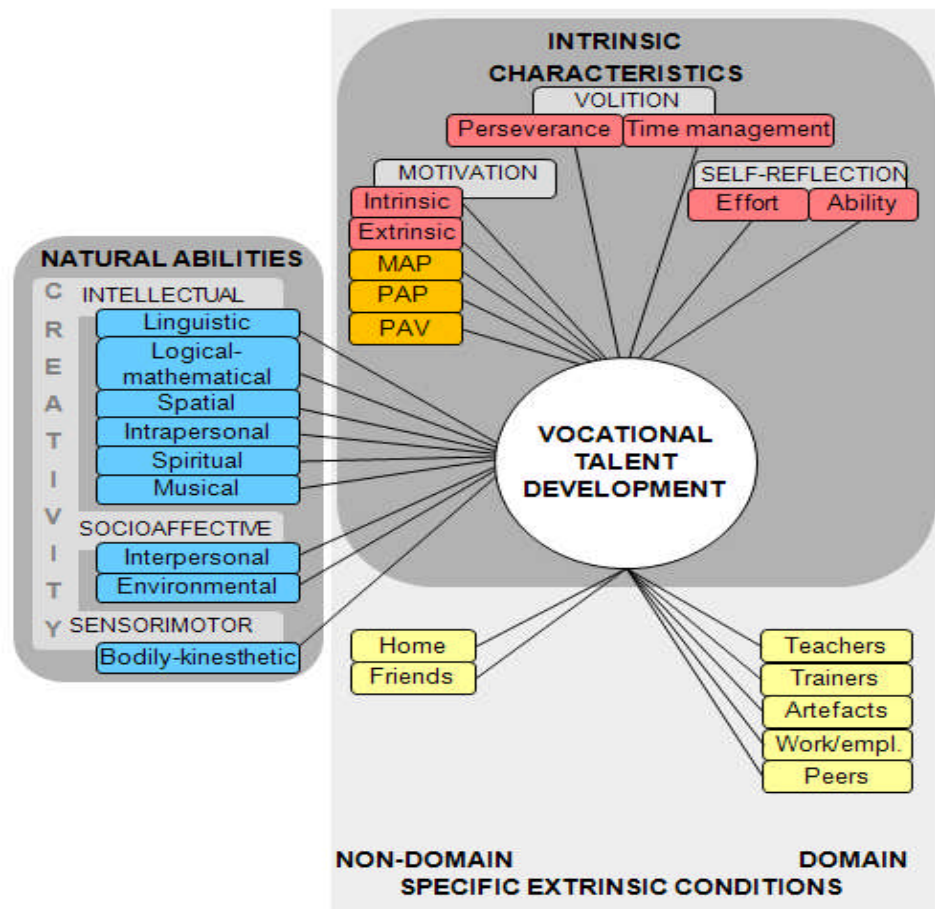 INTRINSIC
CHARACTERISTICS
VOLITION
Perseverance
Time management
MOTIVATION
Intrinsic
Extrinsic
MAP
PAP
PAV
SELF-REFLECTION
Effort
Ability
NATURAL ABILITIES
CREATIVITY
INTELLECTUAL
Linguistic
Logical-
mathematical
Spatial
Intrapersonal
Spiritual
Musical
SOCIOAFFECTIVE
Interpersonal
Environmental
SENSORIMOTOR
Bodily-kinesthetic
VOCATIONAL
TALENT
DEVELOPMENT
Home
Friends
Teachers
Trainers
Artefacts
Work/empl.
Peers
NON-DOMAIN
DOMAIN
SPECIFIC EXTRINSIC CONDITIONS